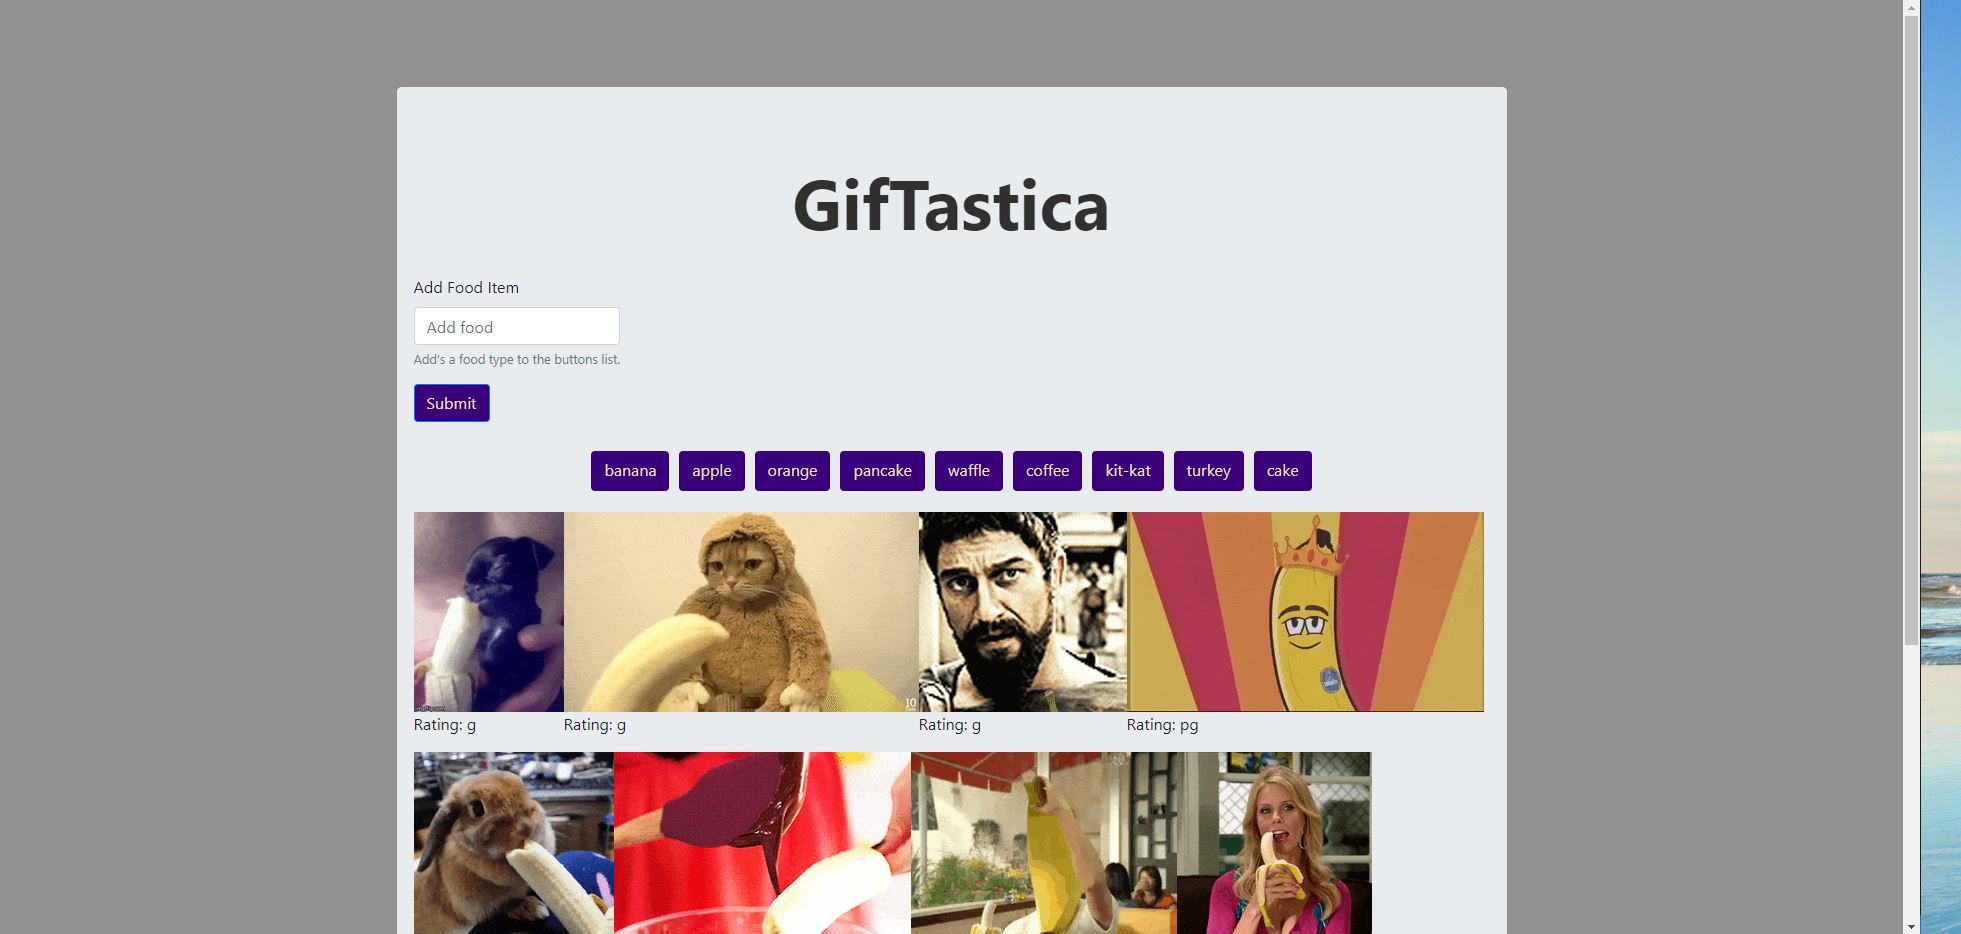 GifTastica
Add Food Item
Add food
Add's a food type to the buttons list.
Submit
banana apple orange pancake waffle coffee kit-kat turkey cake
10
Rating: g Rating: g Rating: g Rating: pg